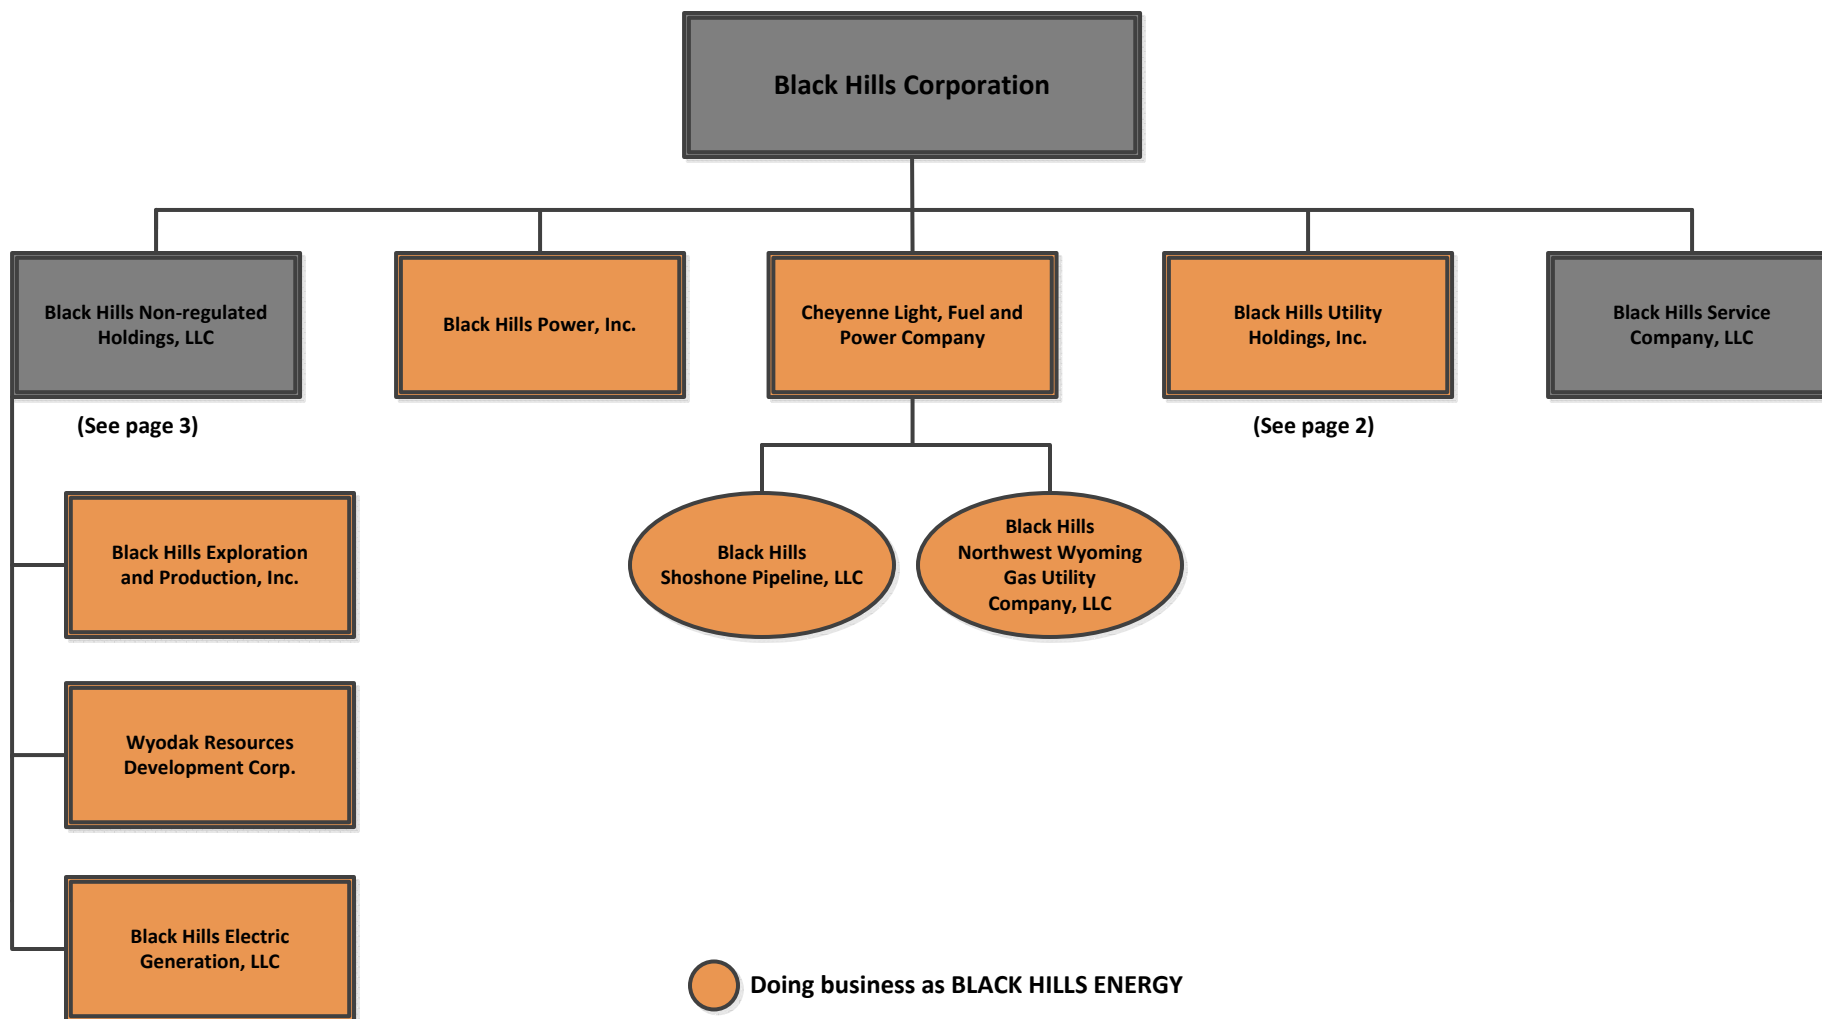 Black Hills Corporation
Black Hills Non-regulated
Holdings, LLC
Black Hills Power, Inc.
Cheyenne Light, Fuel and
Power Company
Black Hills Utility
Holdings, Inc.
Black Hills Service
Company, LLC
(See page 3)
(See page 2)
Black Hills Exploration
and Production, Inc.
Black Hills
Shoshone Pipeline, LLC
Black Hills
Northwest Wyoming
Gas Utility
Company, LLC
Wyodak Resources
Development Corp.
Black Hills Electric
Generation, LLC
Doing business as BLACK HILLS ENERGY